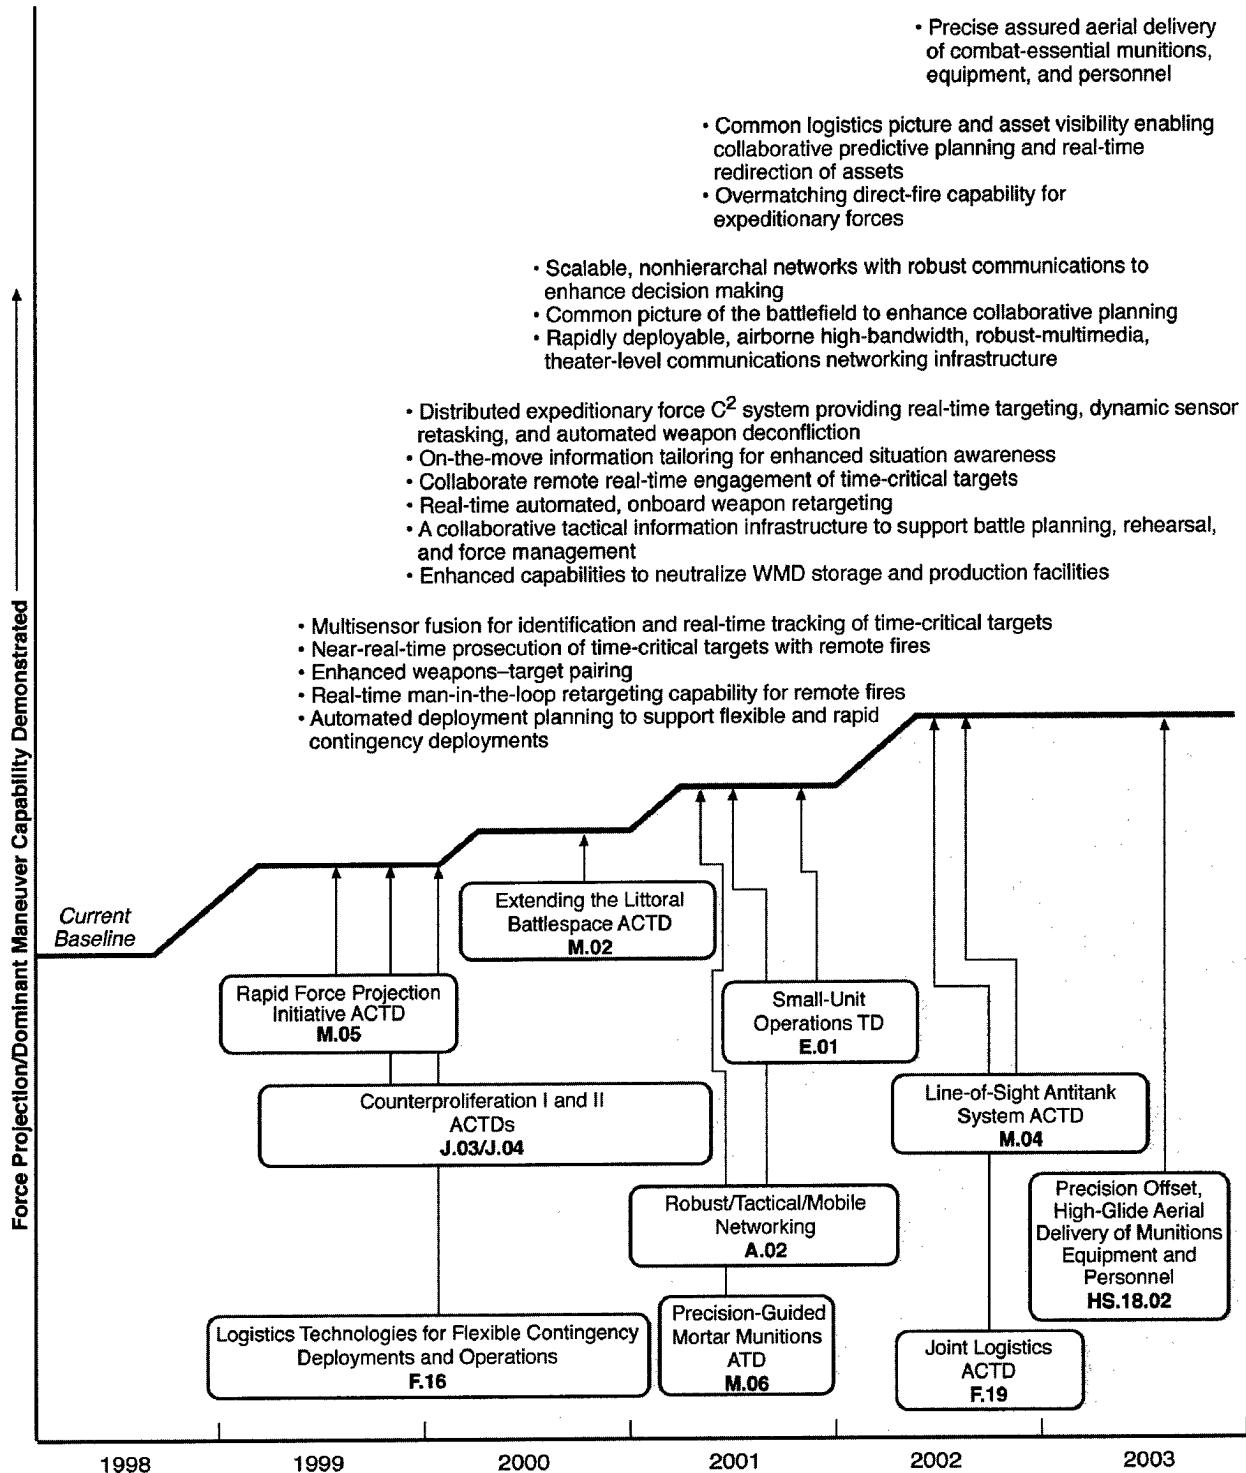 • Precise assured aerial delivery
of combat-essential munitions,
equipment, and personnel
• Common logistics picture and asset visibility enabling
collaborative predictive planning and real-time
redirection of assets
• Overmatching direct-fire capability for
expeditionary forces
• Scalable, nonhierarchal networks with robust communications to
enhance decision making
• Common picture of the battlefield to enhance collaborative planning
• Rapidly deployable, airborne high-bandwidth, robust-multimedia,
theater-level communications networking infrastructure
• Distributed expeditionary force C² system providing real-time targeting, dynamic sensor
retasking, and automated weapon deconfliction
• On-the-move information tailoring for enhanced situation awareness
• Collaborate remote real-time engagement of time-critical targets
• Real-time automated, onboard weapon retargeting
• A collaborative tactical information infrastructure to support battle planning, rehearsal,
and force management
• Enhanced capabilities to neutralize WMD storage and production facilities
• Multisensor fusion for identification and real-time tracking of time-critical targets
• Near-real-time prosecution of time-critical targets with remote fires
• Enhanced weapons–target pairing
• Real-time man-in-the-loop retargeting capability for remote fires
• Automated deployment planning to support flexible and rapid
contingency deployments
Force Projection/Dominant Maneuver Capability Demonstrated
Current
Baseline
Extending the Littoral
Battlespace ACTD
M.02
Rapid Force Projection
Initiative ACTD
M.05
Small-Unit
Operations TD
E.01
Counterproliferation I and II
ACTDs
J.03/J.04
Line-of-Sight Antitank
System ACTD
M.04
Robust/Tactical/Mobile
Networking
A.02
Precision Offset,
High-Glide Aerial
Delivery of Munitions
Equipment and
Personnel
HS.18.02
Logistics Technologies for Flexible Contingency
Deployments and Operations
F.16
Precision-Guided
Mortar Munitions
ATD
M.06
Joint Logistics
ACTD
F.19
1998
1999
2000
2001
2002
2003